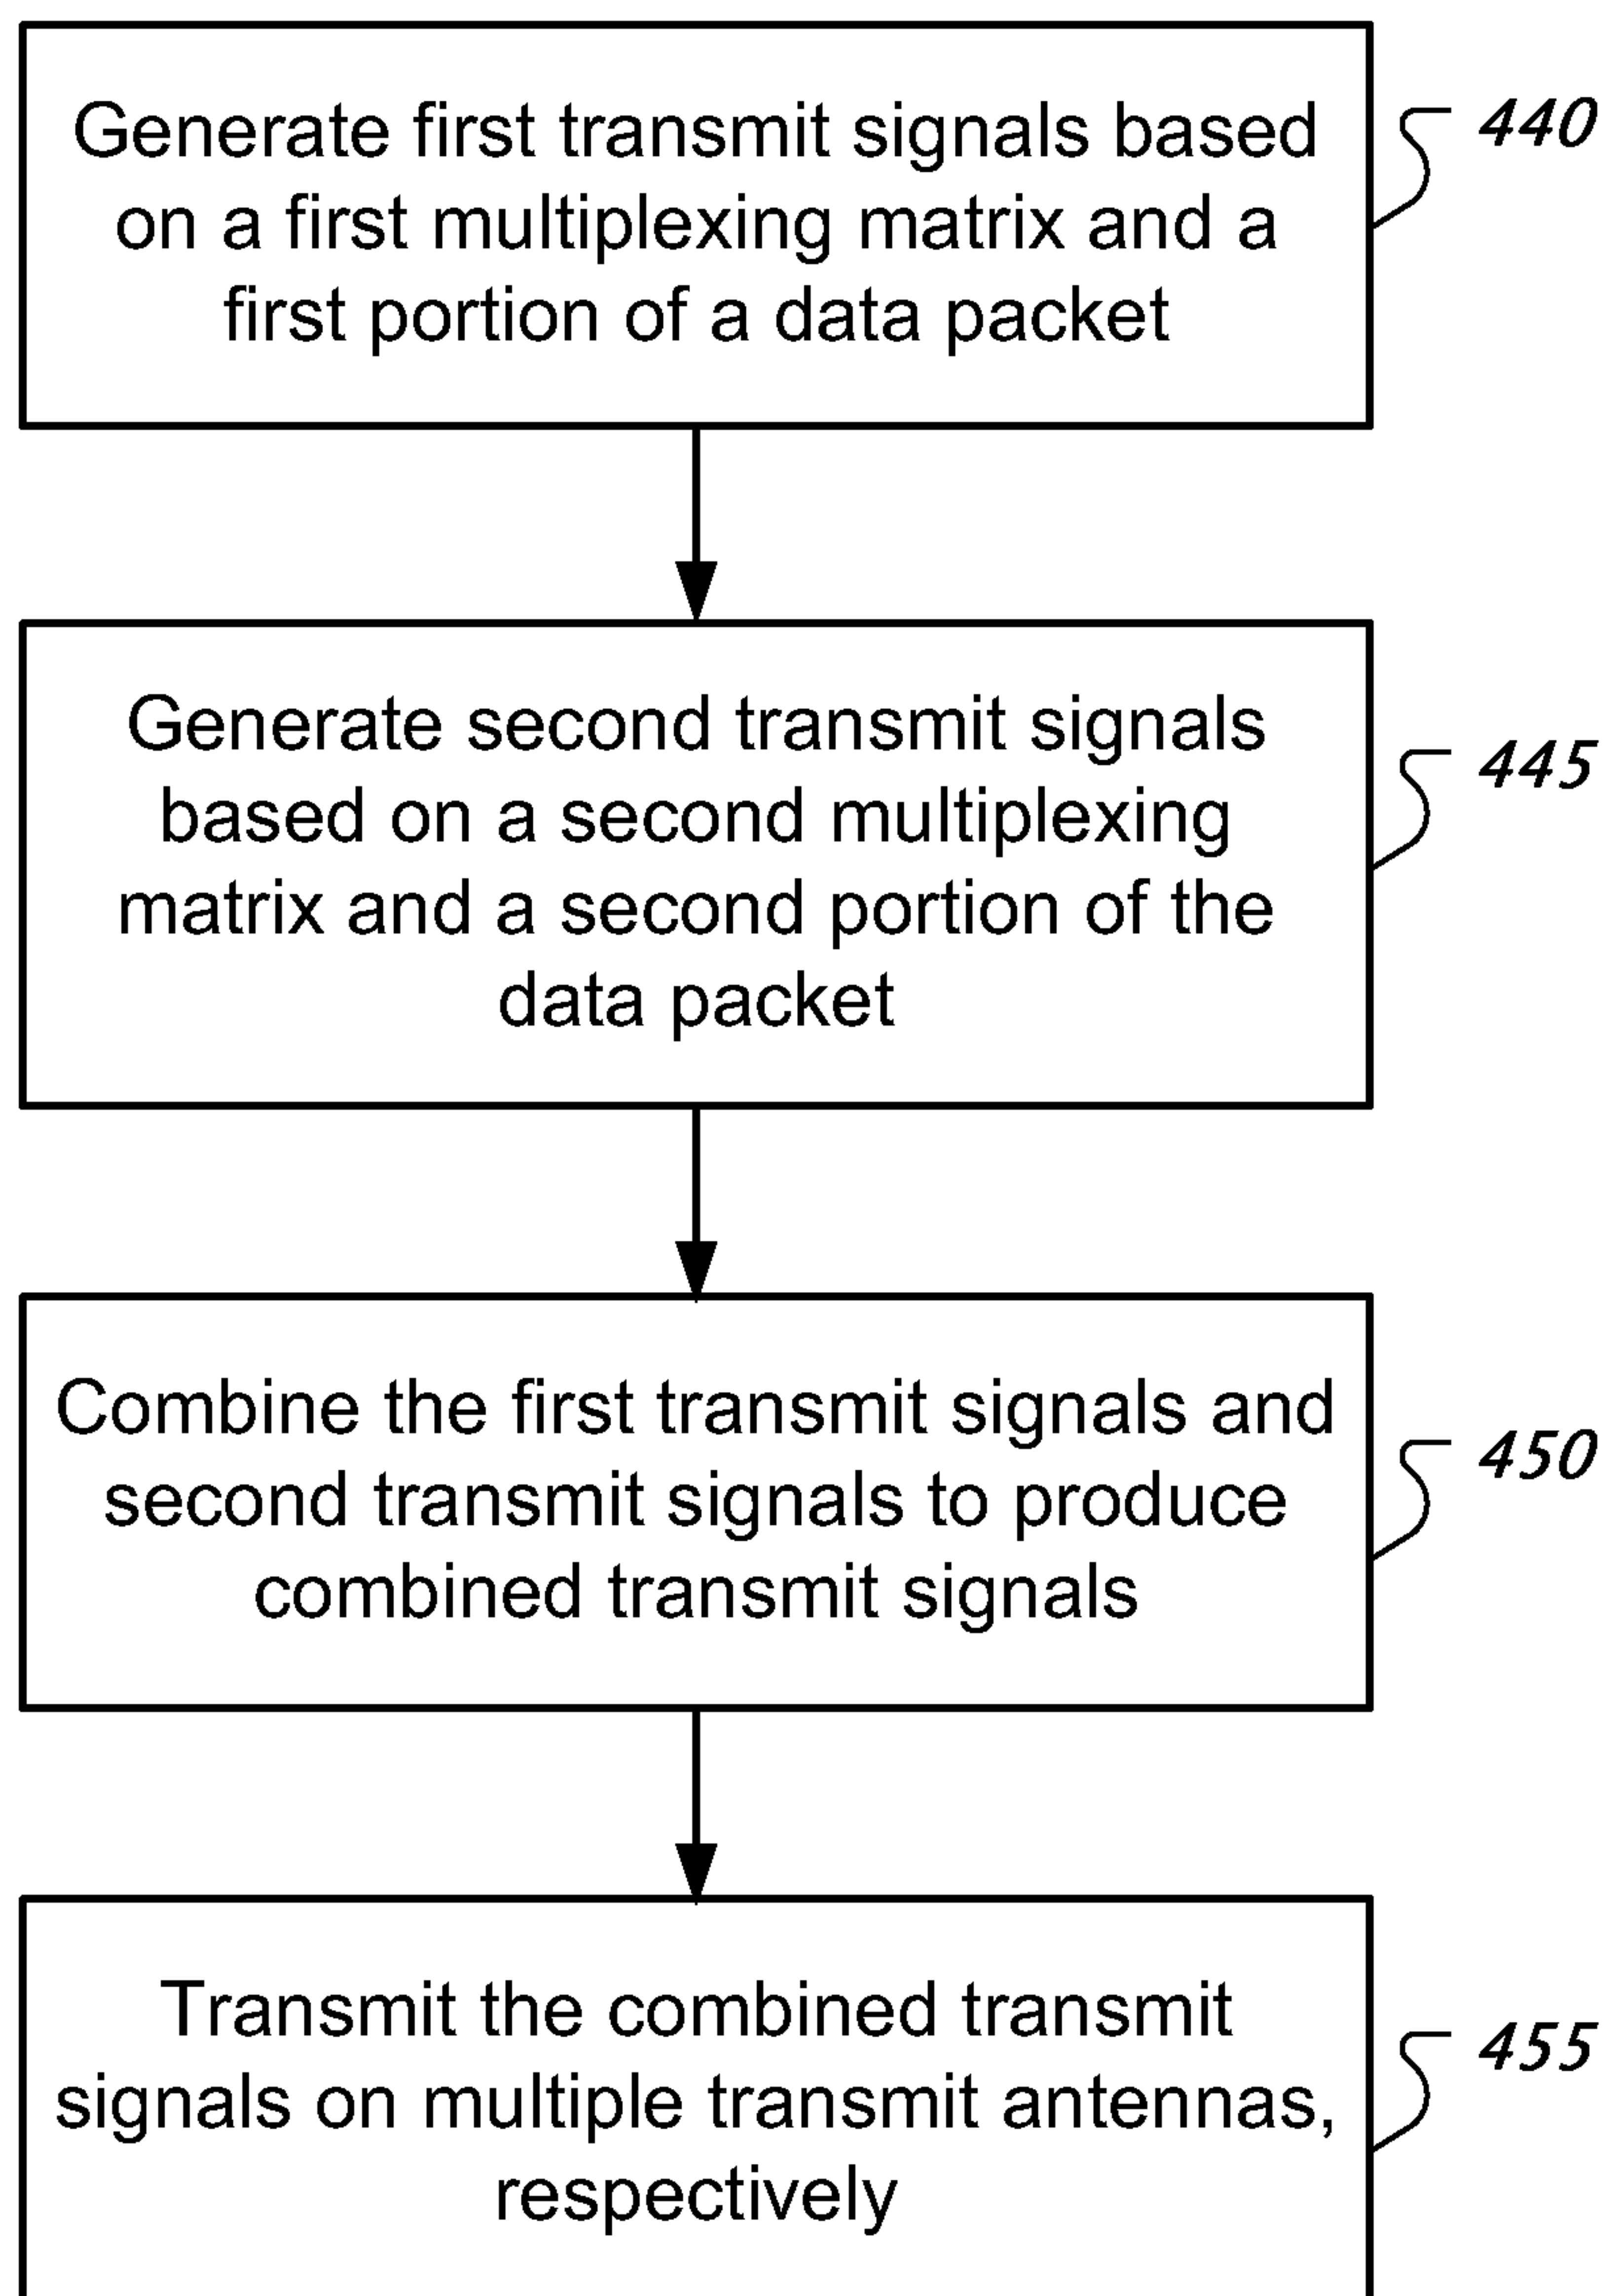 Generate first transmit signals based
on a first multiplexing matrix and a
first portion of a data packet
440
Generate second transmit signals
based on a second multiplexing
matrix and a second portion of the
data packet
445
Combine the first transmit signals and
second transmit signals to produce
combined transmit signals
450
Transmit the combined transmit
signals on multiple transmit antennas,
respectively
455